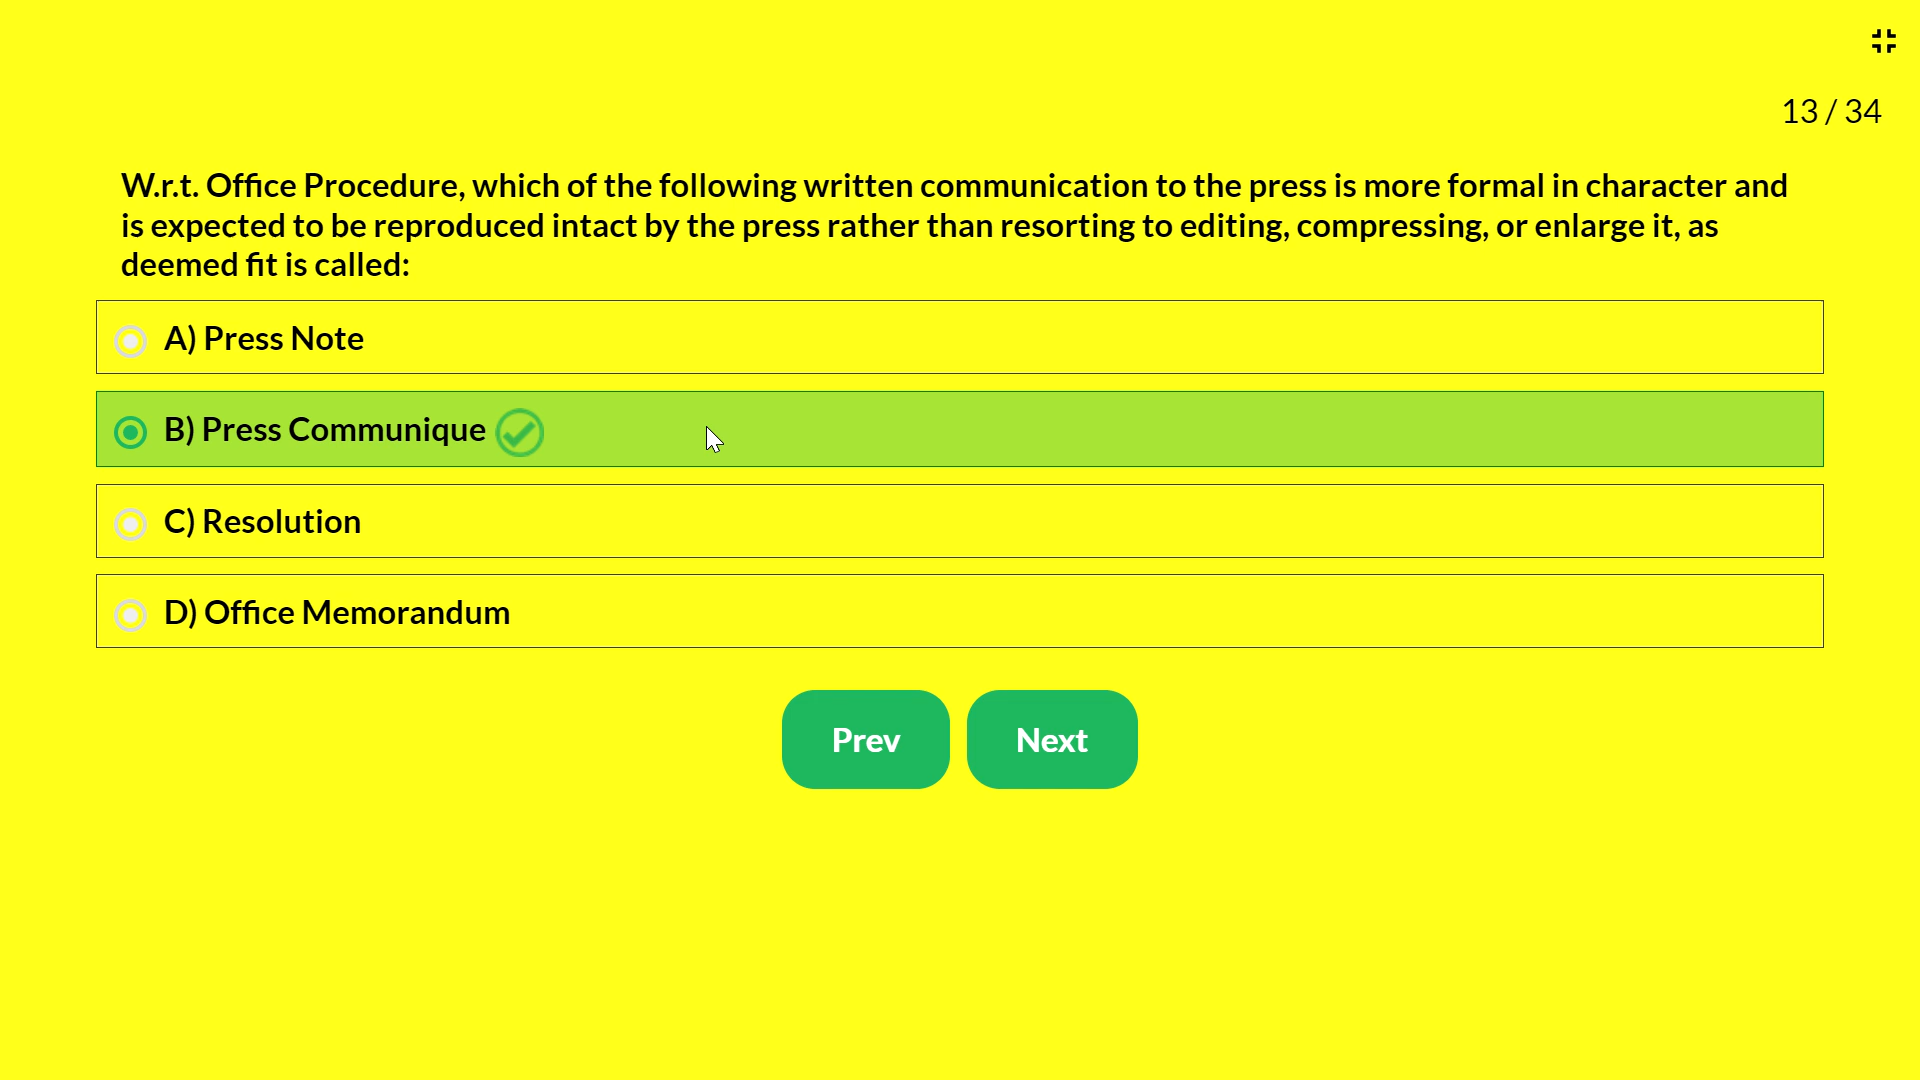 13 / 34
W.r.t. Office Procedure, which of the following written communication to the press is more formal in character and
is expected to be reproduced intact by the press rather than resorting to editing, compressing, or enlarge it, as
deemed fit is called:
A) Press Note
B) Press Communique
C) Resolution
D) Office Memorandum
Prev Next